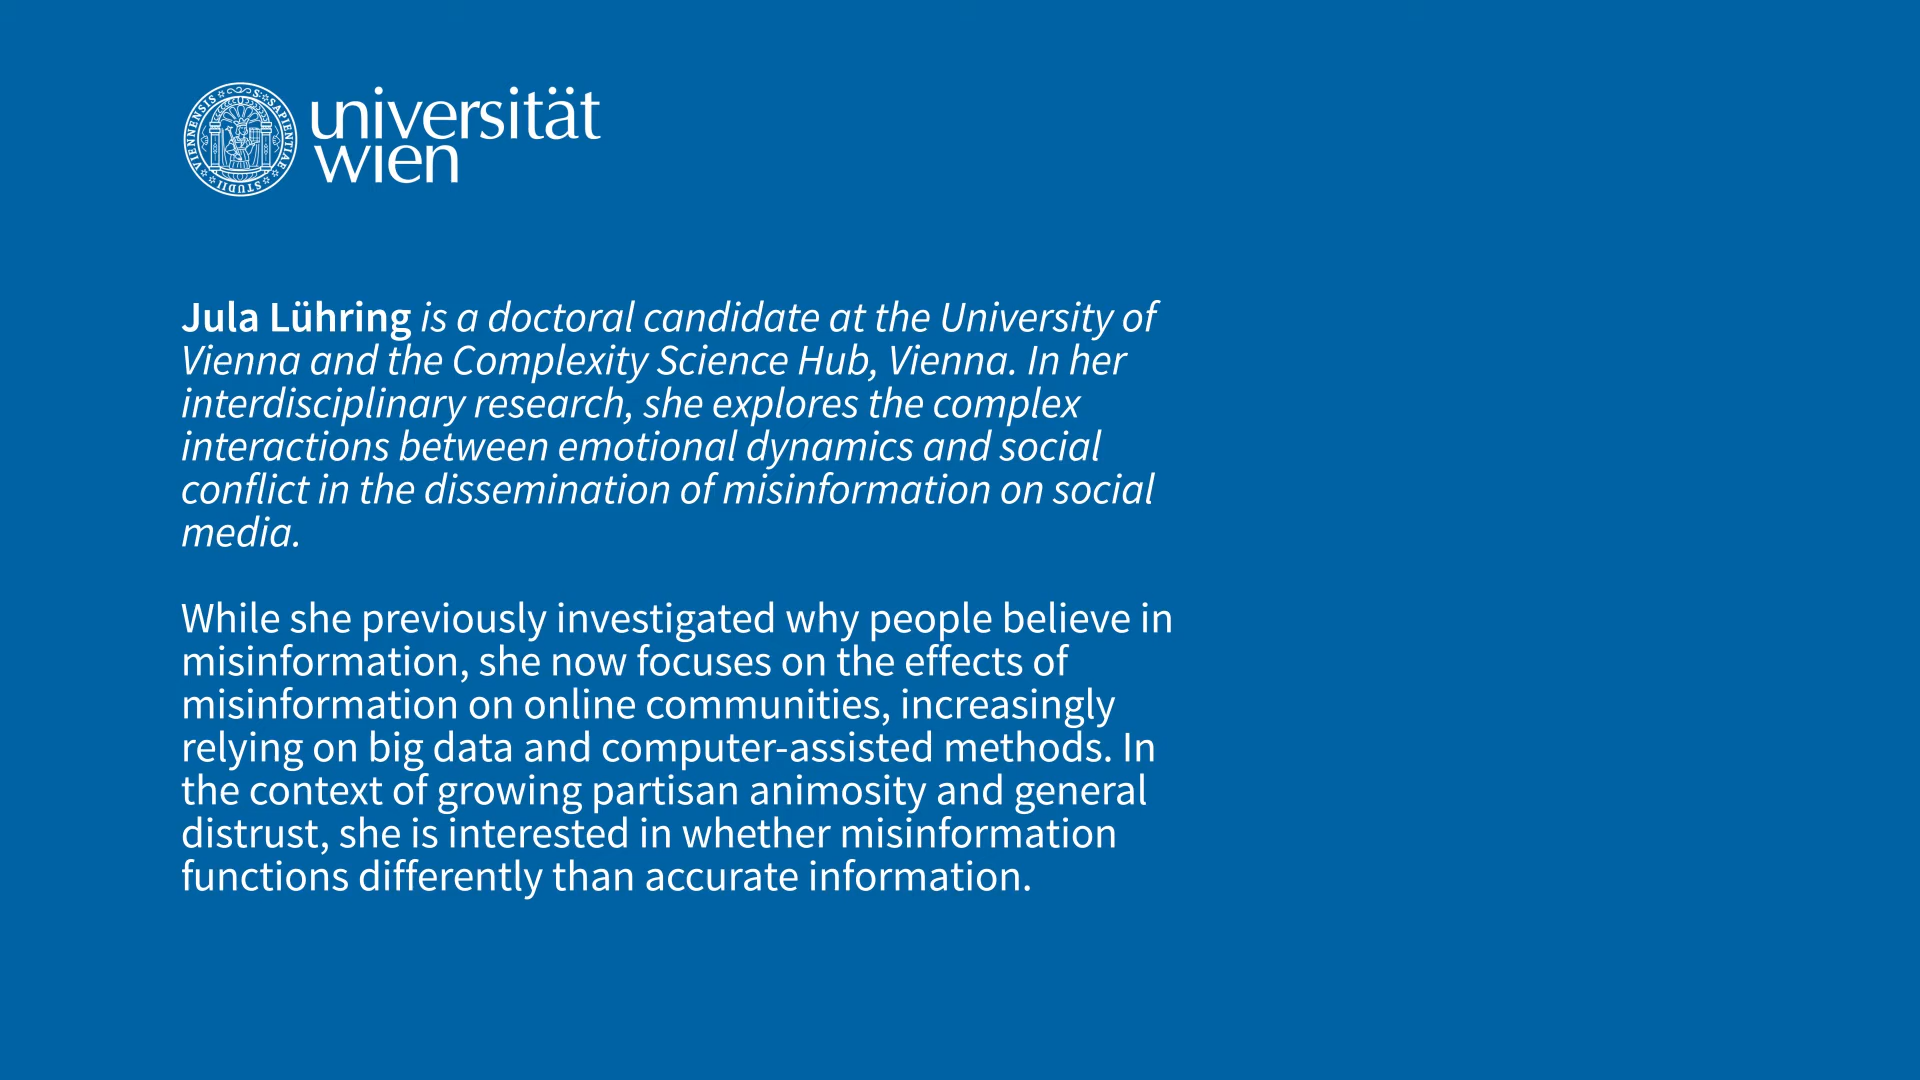 universität
wien
VIENNENSIS · S · SAPIENTIAE · STUDII
Jula Lühring is a doctoral candidate at the University of
Vienna and the Complexity Science Hub, Vienna. In her
interdisciplinary research, she explores the complex
interactions between emotional dynamics and social
conflict in the dissemination of misinformation on social
media.
While she previously investigated why people believe in
misinformation, she now focuses on the effects of
misinformation on online communities, increasingly
relying on big data and computer-assisted methods. In
the context of growing partisan animosity and general
distrust, she is interested in whether misinformation
functions differently than accurate information.